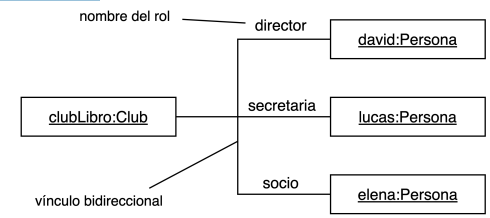 nombre del rol
director
david:Persona
clubLibro:Club
secretaria
lucas:Persona
socio
elena:Persona
vínculo bidireccional